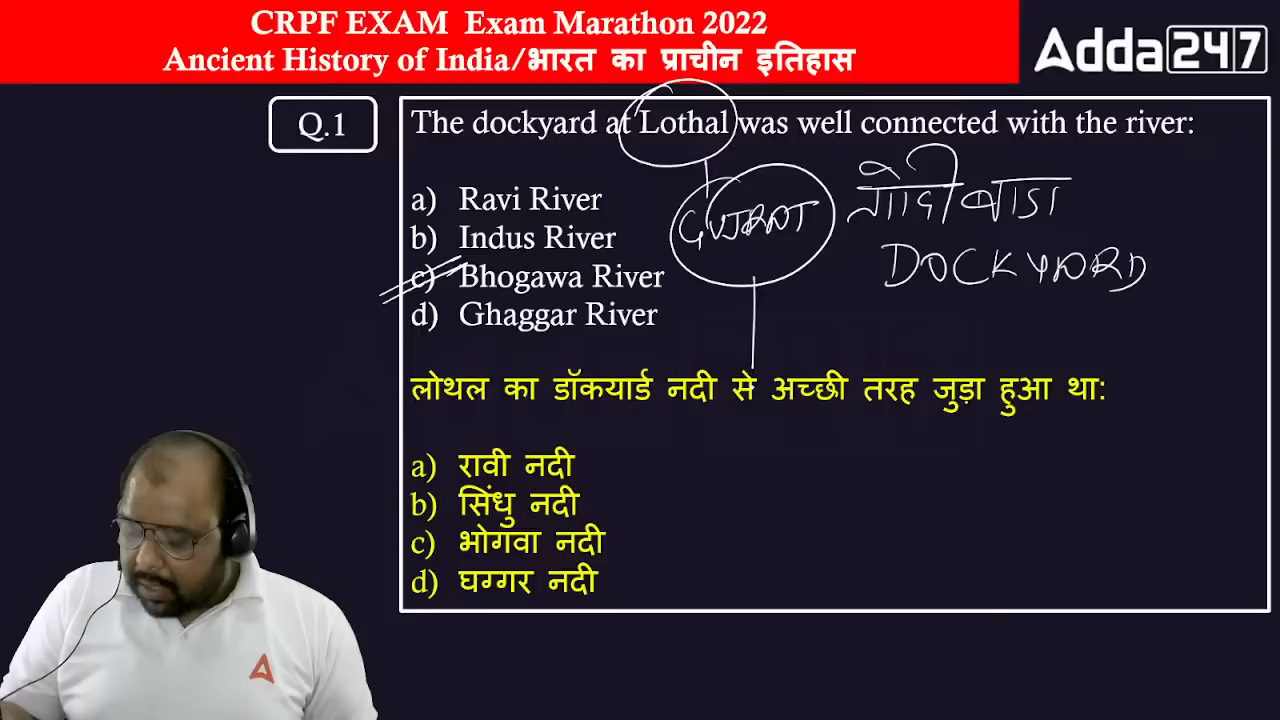 CRPF EXAM Exam Marathon 2022
Ancient History of India/भारत का प्राचीन इतिहास
Adda247
Q.1
The dockyard at Lothal was well connected with the river:
a) Ravi River
b) Indus River
c) Bhogawa River
d) Ghaggar River
GUJRAT
गोदीबाडा
DOCKYARD
लोथल का डॉकयार्ड नदी से अच्छी तरह जुड़ा हुआ था:
a) रावी नदी
b) सिंधु नदी
c) भोगवा नदी
d) घग्गर नदी